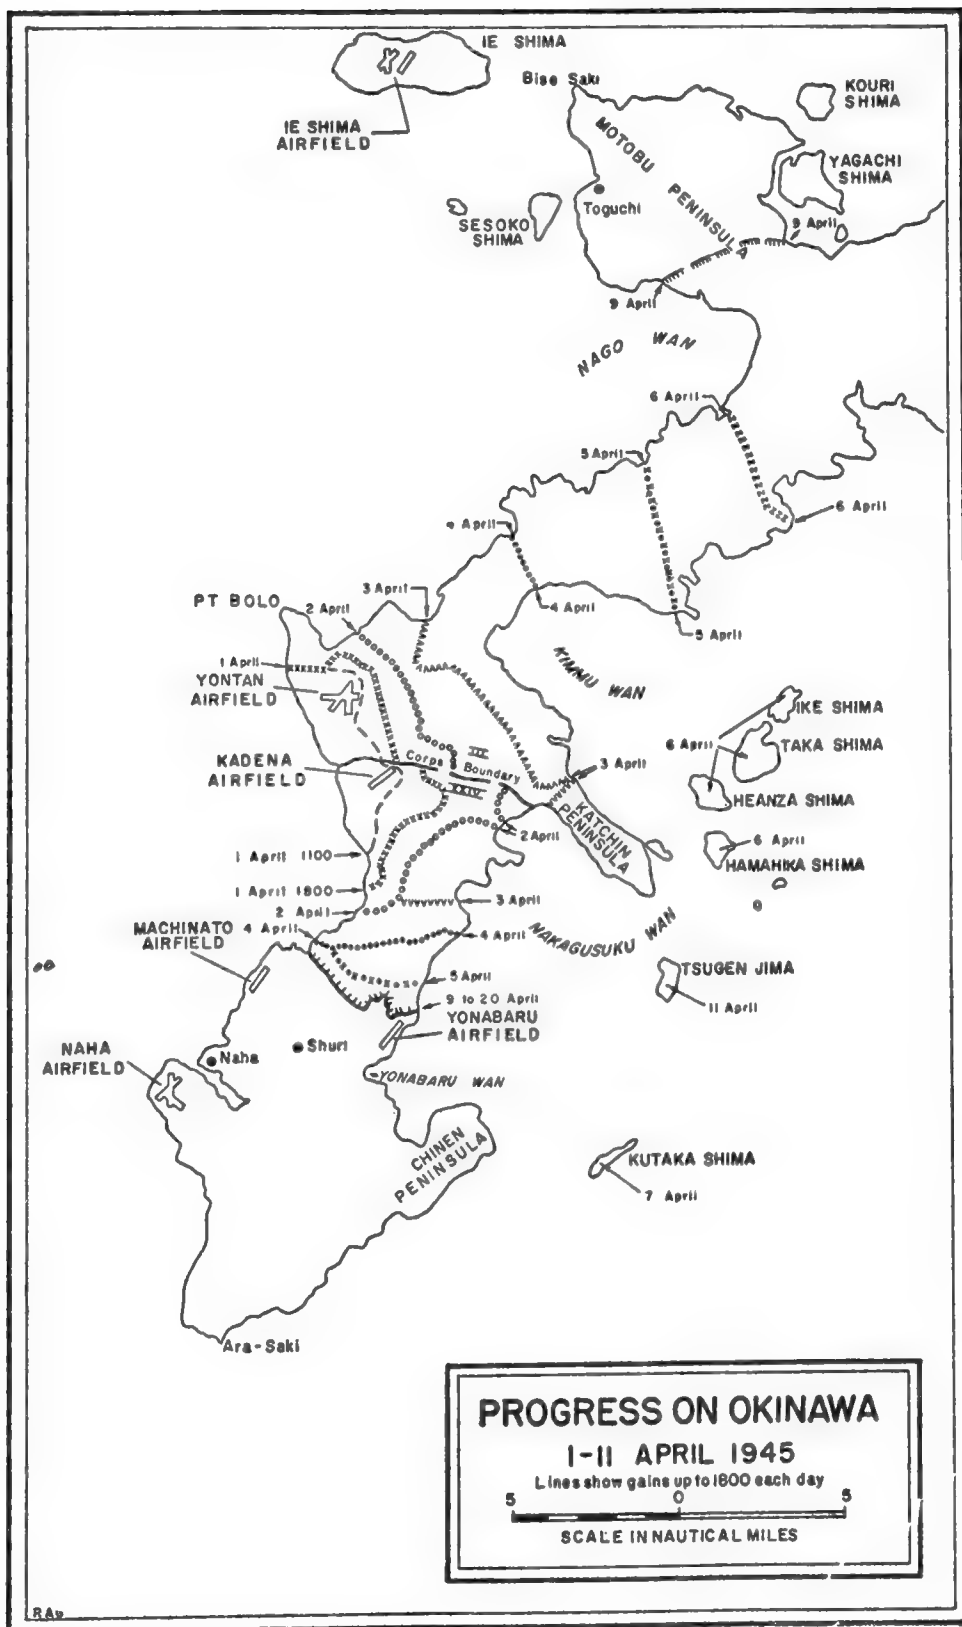 IE SHIMA
Bise Saki
KOURI
SHIMA
IE SHIMA
AIRFIELD
MOTOBU PENINSULA
YAGACHI
SHIMA
Toguchi
SESOKO
SHIMA
9 April
9 April
NAGO WAN
6 April
5 April
6 April
4 April
3 April
PT BOLO
2 April
4 April
5 April
1 April
YONTAN
AIRFIELD
KIMMU WAN
IKE SHIMA
6 April
TAKA SHIMA
KADENA
AIRFIELD
Corps Boundary
III
XXIV
3 April
HEANZA SHIMA
KATCHIN
PENINSULA
2 April
6 April
HAMAHIKA SHIMA
1 April 1100
1 April 1800
2 April
3 April
MACHINATO
AIRFIELD
4 April
4 April
NAKAGUSUKU WAN
5 April
TSUGEN JIMA
11 April
9 to 20 April
YONABARU
AIRFIELD
NAHA
AIRFIELD
Naha
Shuri
YONABARU WAN
CHINEN
PENINSULA
KUTAKA SHIMA
7 April
Ara-Saki
PROGRESS ON OKINAWA
1-11 APRIL 1945
Lines show gains up to 1800 each day
5 0 5
SCALE IN NAUTICAL MILES